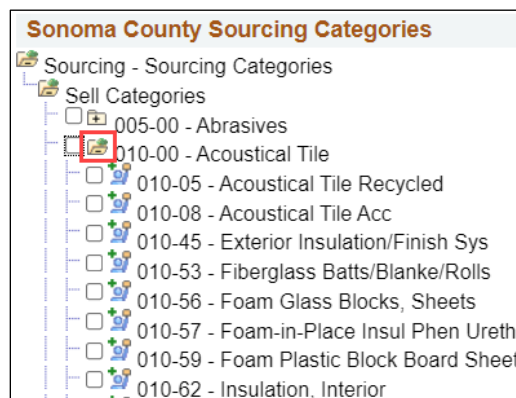 Sonoma County Sourcing Categories
Sourcing - Sourcing Categories
Sell Categories
005-00 - Abrasives
010-00 - Acoustical Tile
010-05 - Acoustical Tile Recycled
010-08 - Acoustical Tile Acc
010-45 - Exterior Insulation/Finish Sys
010-53 - Fiberglass Batts/Blanke/Rolls
010-56 - Foam Glass Blocks, Sheets
010-57 - Foam-in-Place Insul Phen Ureth
010-59 - Foam Plastic Block Board Sheet
010-62 - Insulation, Interior